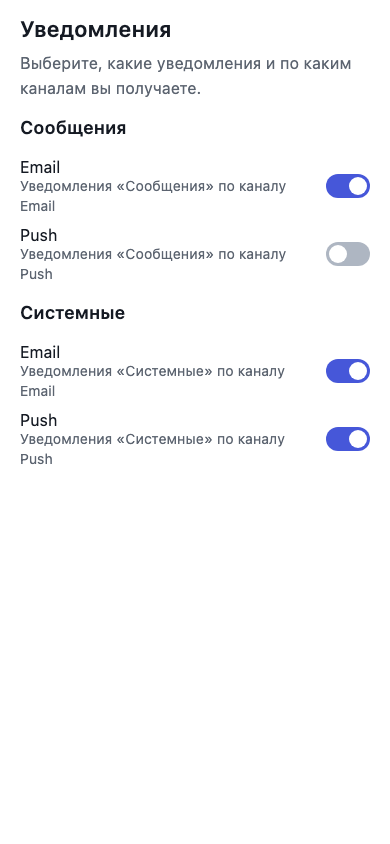 Уведомления
Выберите, какие уведомления и по каким
каналам вы получаете.
Сообщения
Email
Уведомления «Сообщения» по каналу
Email
Push
Уведомления «Сообщения» по каналу
Push
Системные
Email
Уведомления «Системные» по каналу
Email
Push
Уведомления «Системные» по каналу
Push